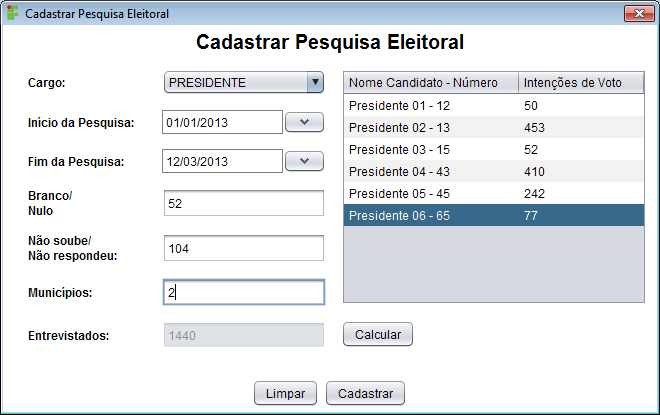 Cadastrar Pesquisa Eleitoral
Cadastrar Pesquisa Eleitoral
Cargo:
PRESIDENTE
Início da Pesquisa:
01/01/2013
Fim da Pesquisa:
12/03/2013
Branco/
Nulo
52
Não soube/
Não respondeu:
104
Municípios:
2
Entrevistados:
1440
Nome Candidato - Número Intenções de Voto
Presidente 01 - 12 50
Presidente 02 - 13 453
Presidente 03 - 15 52
Presidente 04 - 43 410
Presidente 05 - 45 242
Presidente 06 - 65 77
Calcular
Limpar
Cadastrar